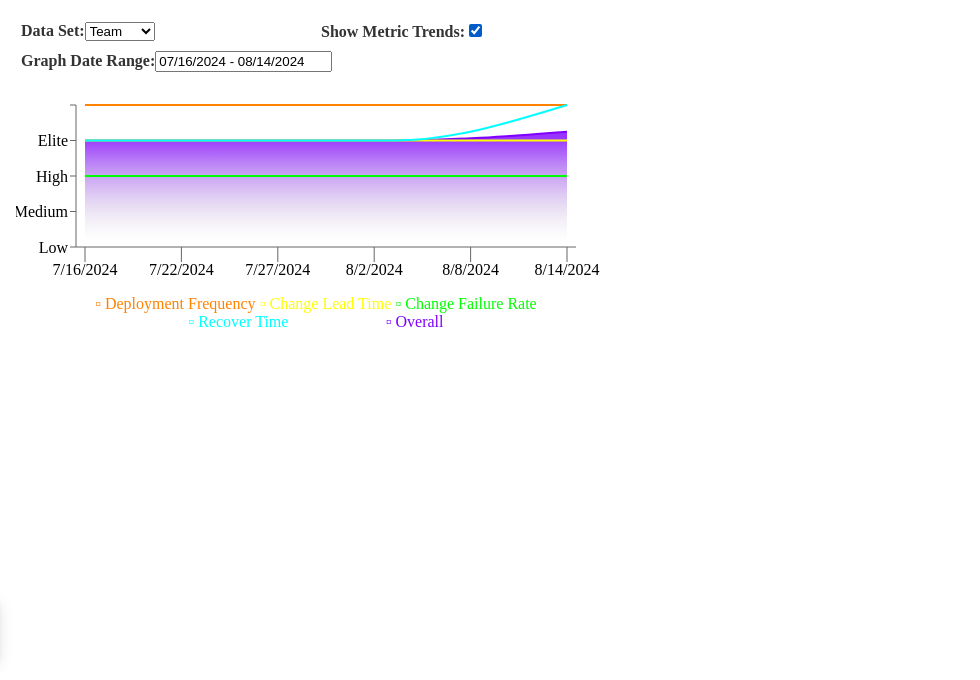 Data Set: Team
Show Metric Trends:
Graph Date Range: 07/16/2024 - 08/14/2024
Elite
High
Medium
Low
7/16/2024 7/22/2024 7/27/2024 8/2/2024 8/8/2024 8/14/2024
Deployment Frequency Change Lead Time Change Failure Rate
Recover Time Overall